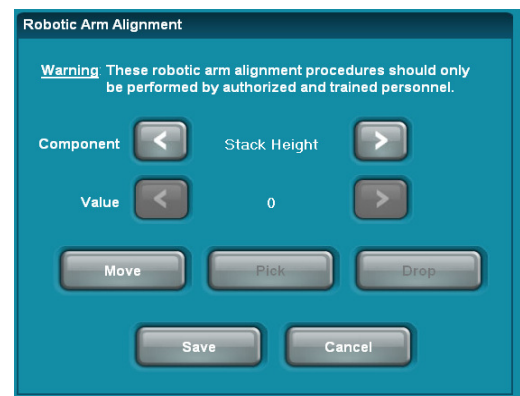 Robotic Arm Alignment
Warning: These robotic arm alignment procedures should only
be performed by authorized and trained personnel.
Component < Stack Height >
Value < 0 >
Move Pick Drop
Save Cancel